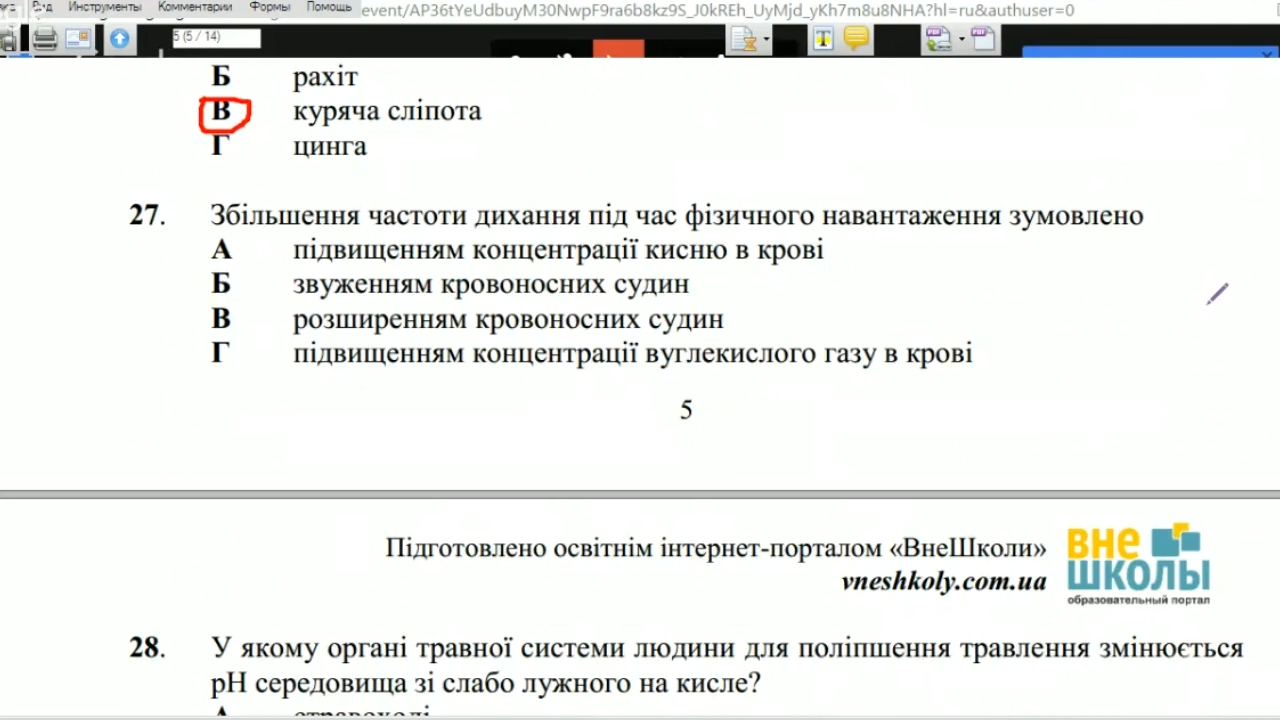 Вид Инструменты Комментарии Формы Помощь event/AP36tYeUdbuyM30NwpF9ra6b8kz9S_J0kREh_UyMjd_yKh7m8u8NHA?hl=ru&authuser=0
5 (5 / 14)
Б рахіт
В куряча сліпота
Г цинга
27. Збільшення частоти дихання під час фізичного навантаження зумовлено
А підвищенням концентрації кисню в крові
Б звуженням кровоносних судин
В розширенням кровоносних судин
Г підвищенням концентрації вуглекислого газу в крові
5
Підготовлено освітнім інтернет-порталом «ВнеШколи»
vneshkoly.com.ua
вне
школы
образовательный портал
28. У якому органі травної системи людини для поліпшення травлення змінюється
рН середовища зі слабо лужного на кисле?